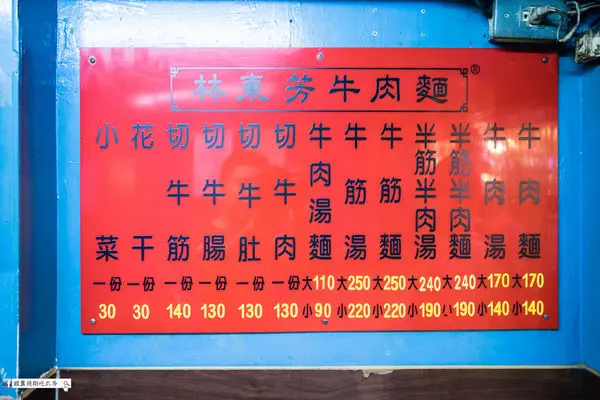 林東芳牛肉麵®
小菜
一份 30
花干
一份 30
切牛筋
一份 140
切牛腸
一份 130
切牛肚
一份 130
切牛肉
一份 130
牛肉湯麵
大110
小90
牛筋湯
大250
小220
牛筋麵
大250
小220
半筋半肉湯
大240
小190
半筋半肉麵
大240
小190
牛肉湯
大170
小140
牛肉麵
大170
小140